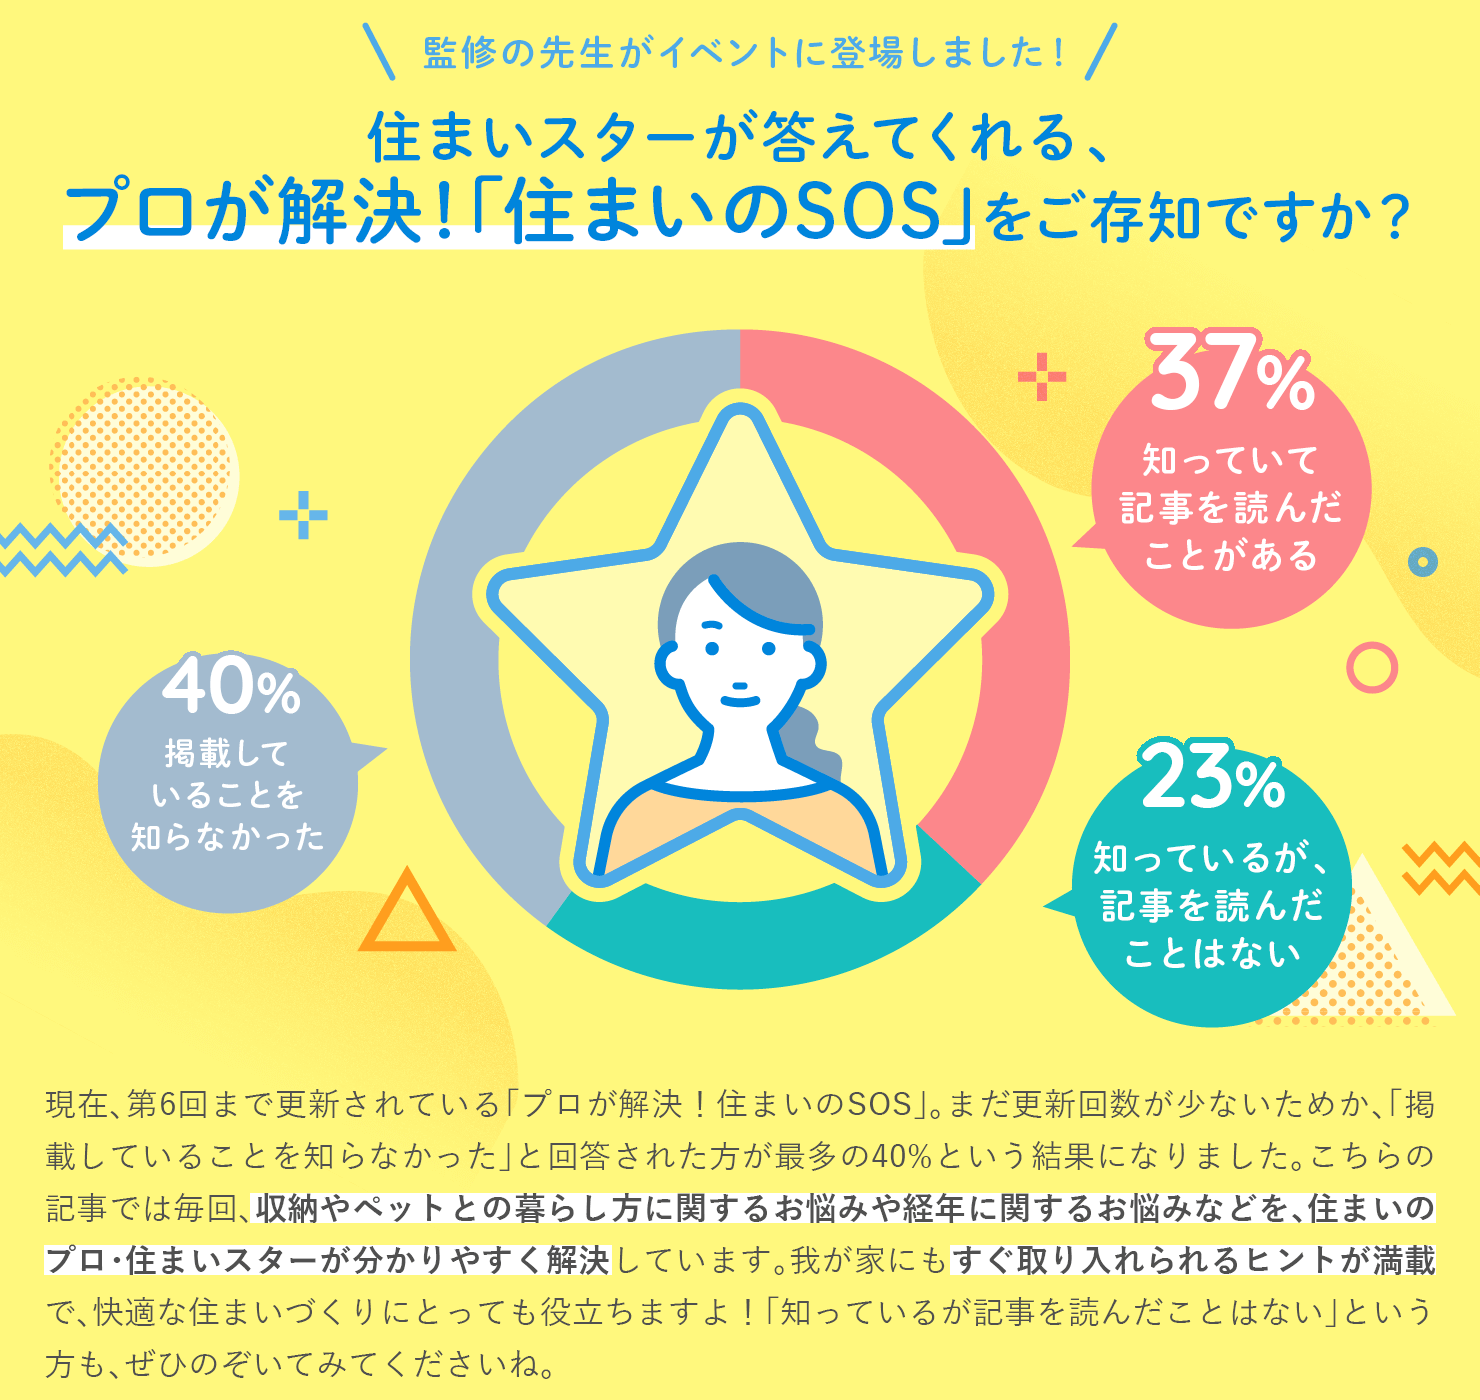 監修の先生がイベントに登場しました！
住まいスターが答えてくれる、
プロが解決！「住まいのSOS」をご存知ですか？
37%
知っていて
記事を読んだ
ことがある
40%
掲載して
いることを
知らなかった
23%
知っているが、
記事を読んだ
ことはない
現在、第6回まで更新されている「プロが解決！住まいのSOS」。まだ更新回数が少ないためか、「掲
載していることを知らなかった」と回答された方が最多の40%という結果になりました。こちらの
記事では毎回、収納やペットとの暮らし方に関するお悩みや経年に関するお悩みなどを、住まいの
プロ・住まいスターが分かりやすく解決しています。我が家にもすぐ取り入れられるヒントが満載
で、快適な住まいづくりにとっても役立ちますよ！「知っているが記事を読んだことはない」という
方も、ぜひのぞいてみてくださいね。